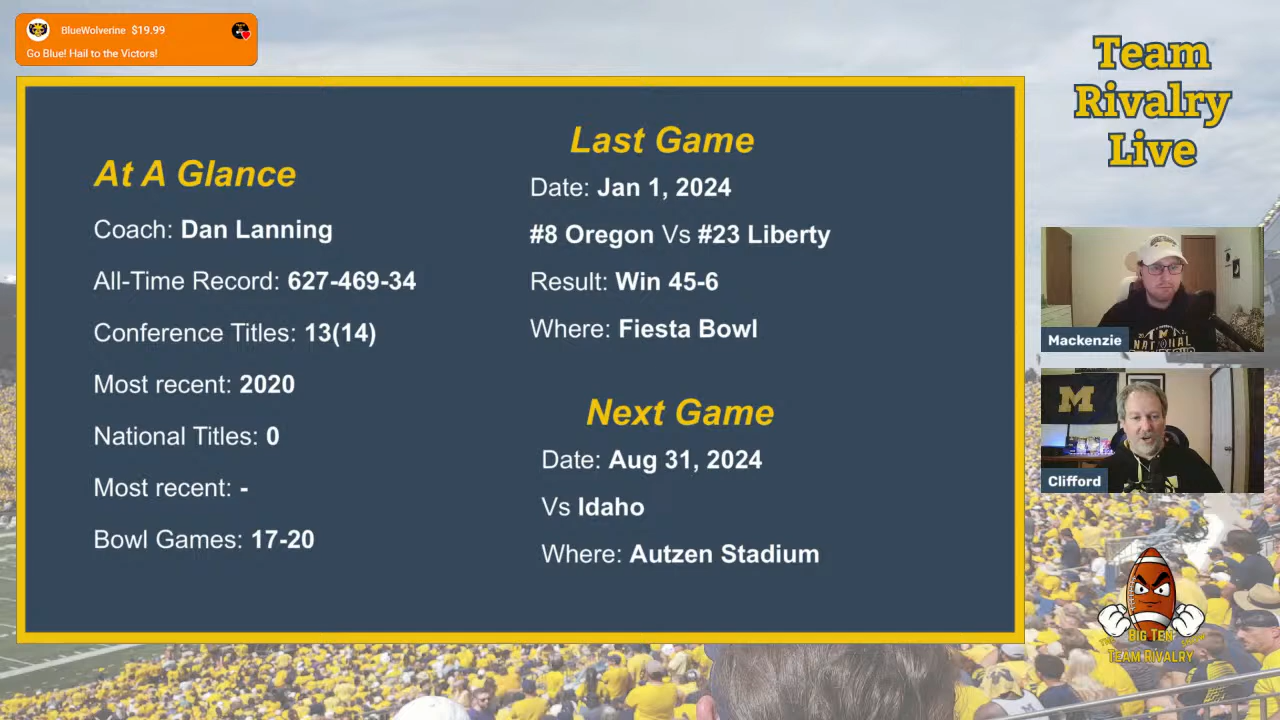 BlueWolverine $19.99
Go Blue! Hail to the Victors!
Team
Rivalry
Live
At A Glance
Coach: Dan Lanning
All-Time Record: 627-469-34
Conference Titles: 13(14)
Most recent: 2020
National Titles: 0
Most recent: -
Bowl Games: 17-20
Last Game
Date: Jan 1, 2024
#8 Oregon Vs #23 Liberty
Result: Win 45-6
Where: Fiesta Bowl
Next Game
Date: Aug 31, 2024
Vs Idaho
Where: Autzen Stadium
NATIONAL
Mackenzie
M
Clifford
The Big Ten Show
Team Rivalry